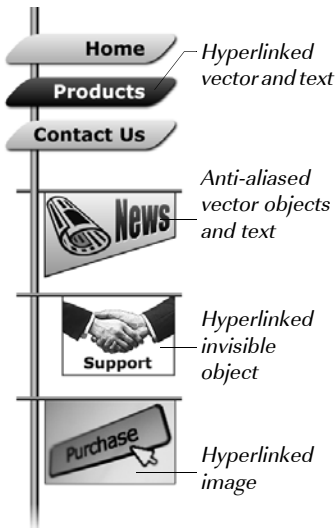 Home
Products
Contact Us
Hyperlinked
vector and text
News
Anti-aliased
vector objects
and text
Support
Hyperlinked
invisible
object
Purchase
Hyperlinked
image